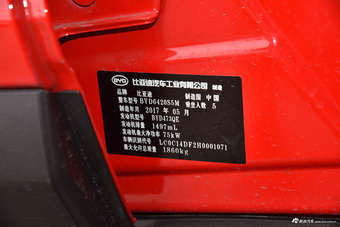 BYD 比亚迪汽车工业有限公司 制造
品牌 比亚迪 制造国 中国
整车型号 BYD6420S5M 乘坐人数 5
制造年月 2017 年 05 月
发动机型号 BYD473QE
发动机排量 1497mL
发动机最大净功率 75kW
车辆识别代号 LC0C14DF2H0001071
最大允许总质量 1860kg